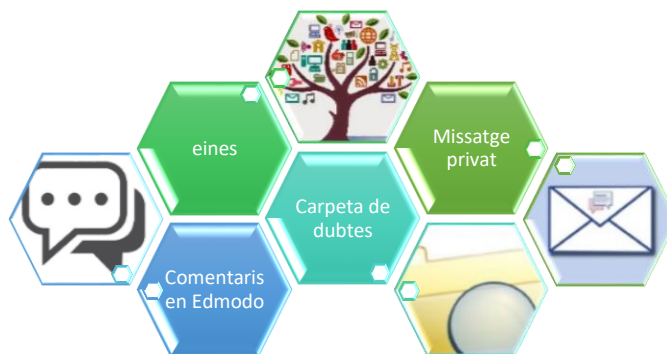 eines
Missatge
privat
Carpeta de
dubtes
Comentaris
en Edmodo